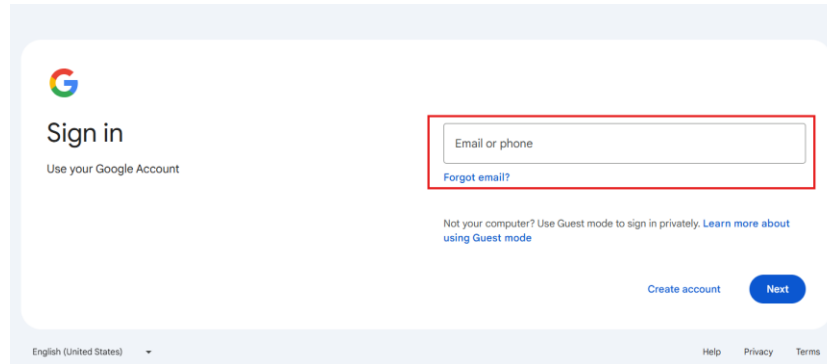 Sign in
Use your Google Account
Email or phone
Forgot email?
Not your computer? Use Guest mode to sign in privately. Learn more about
using Guest mode
Create account
Next
English (United States)
Help
Privacy
Terms